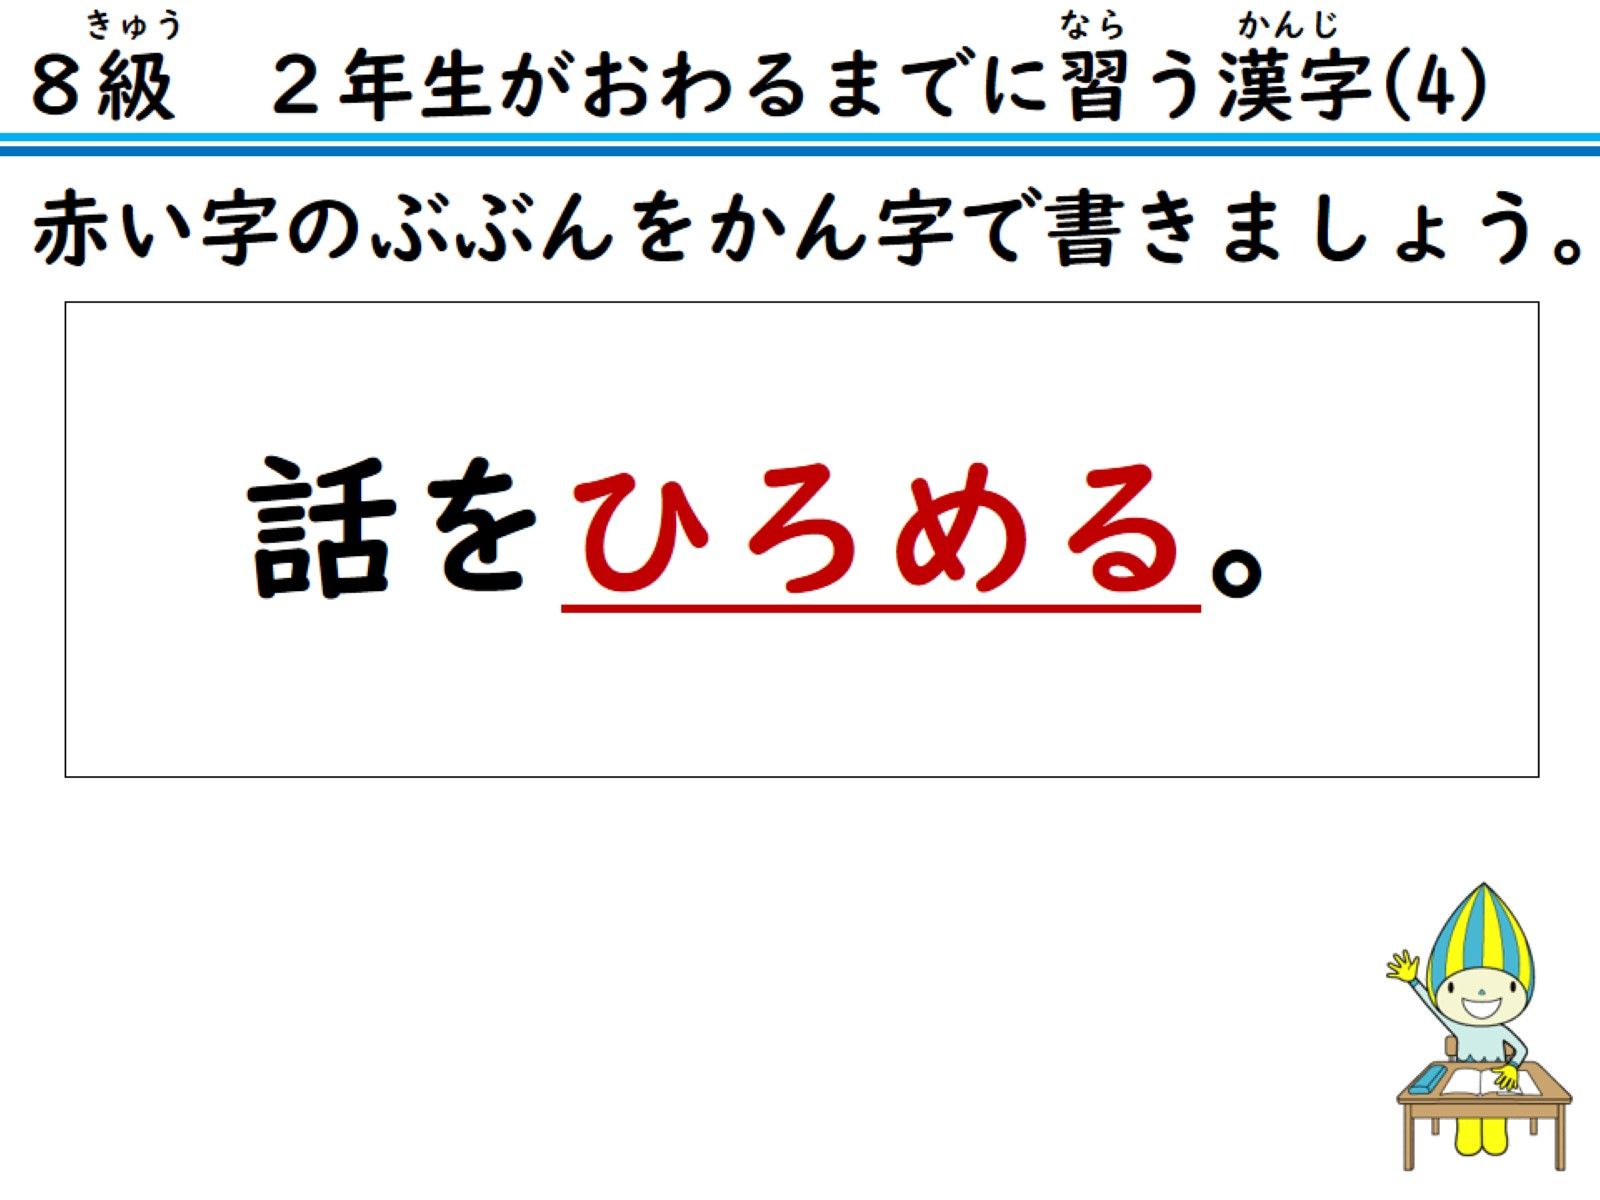 きゅう なら かんじ
８級　２年生がおわるまでに習う漢字(4)
赤い字のぶぶんをかん字で書きましょう。
話をひろめる。